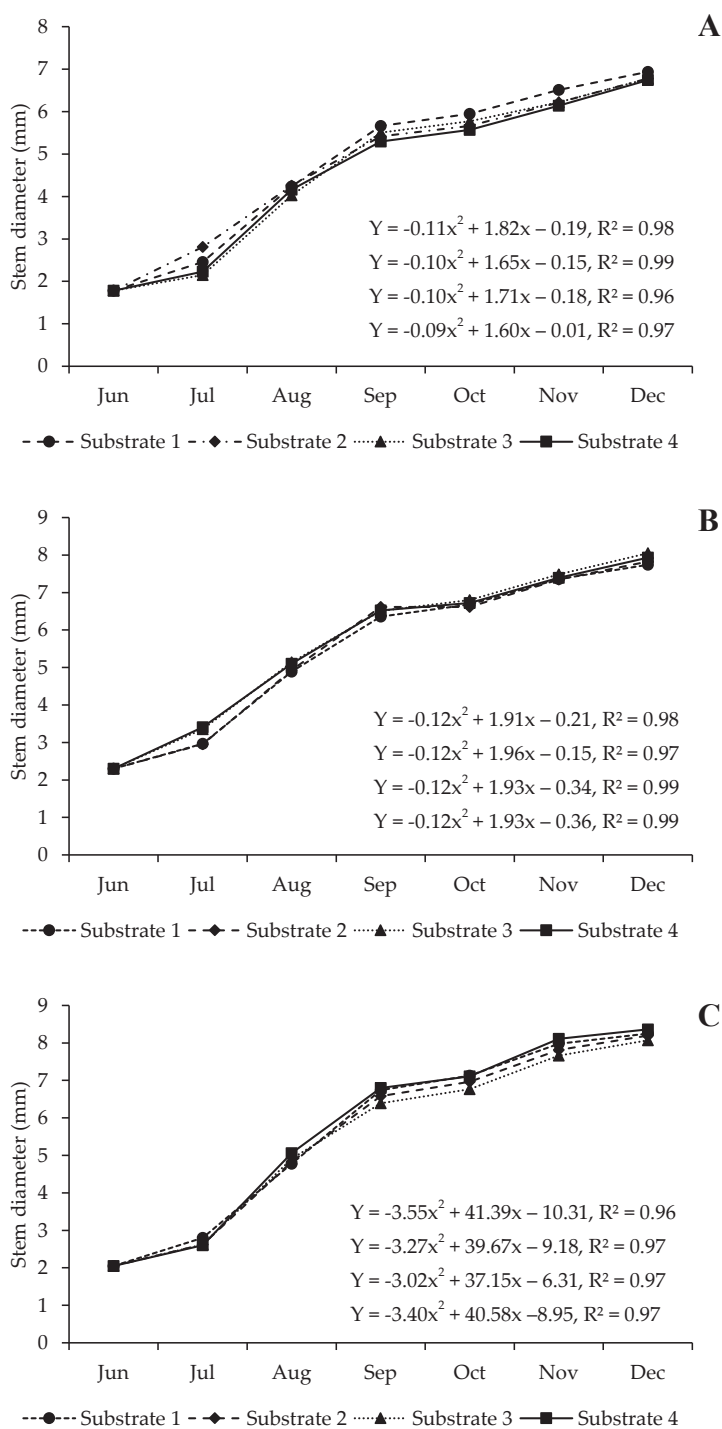 A
8
7
6
5
4
3
2
1
0
Stem diameter (mm)
Y = -0.11x² + 1.82x – 0.19, R² = 0.98
Y = -0.10x² + 1.65x – 0.15, R² = 0.99
Y = -0.10x² + 1.71x – 0.18, R² = 0.96
Y = -0.09x² + 1.60x – 0.01, R² = 0.97
Jun Jul Aug Sep Oct Nov Dec
Substrate 1 Substrate 2 Substrate 3 Substrate 4
B
9
8
7
6
5
4
3
2
1
0
Stem diameter (mm)
Y = -0.12x² + 1.91x – 0.21, R² = 0.98
Y = -0.12x² + 1.96x – 0.15, R² = 0.97
Y = -0.12x² + 1.93x – 0.34, R² = 0.99
Y = -0.12x² + 1.93x – 0.36, R² = 0.99
Jun Jul Aug Sep Oct Nov Dec
Substrate 1 Substrate 2 Substrate 3 Substrate 4
C
9
8
7
6
5
4
3
2
1
0
Stem diameter (mm)
Y = -3.55x² + 41.39x – 10.31, R² = 0.96
Y = -3.27x² + 39.67x – 9.18, R² = 0.97
Y = -3.02x² + 37.15x – 6.31, R² = 0.97
Y = -3.40x² + 40.58x –8.95, R² = 0.97
Jun Jul Aug Sep Oct Nov Dec
Substrate 1 Substrate 2 Substrate 3 Substrate 4